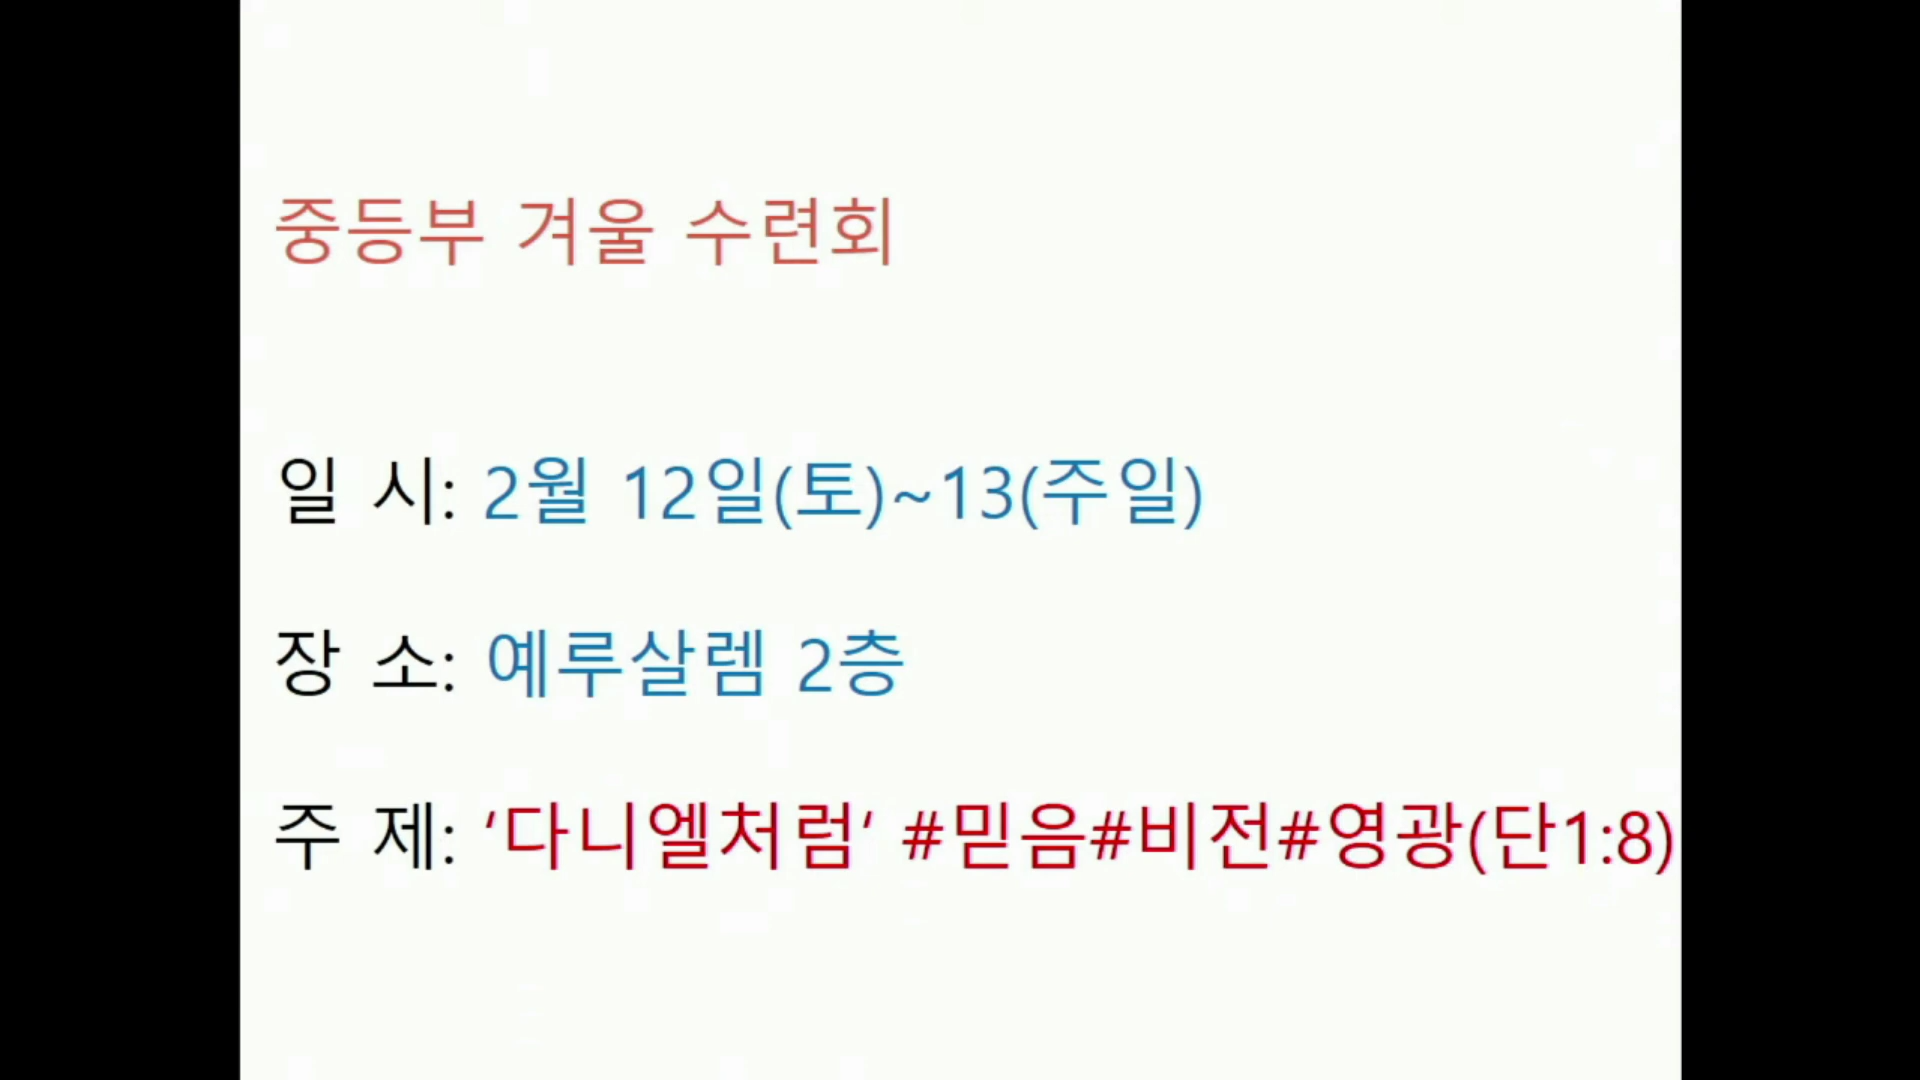 중등부 겨울 수련회
일 시: 2월 12일(토)~13(주일)
장 소: 예루살렘 2층
주 제: ‘다니엘처럼‘ #믿음#비전#영광(단1:8)